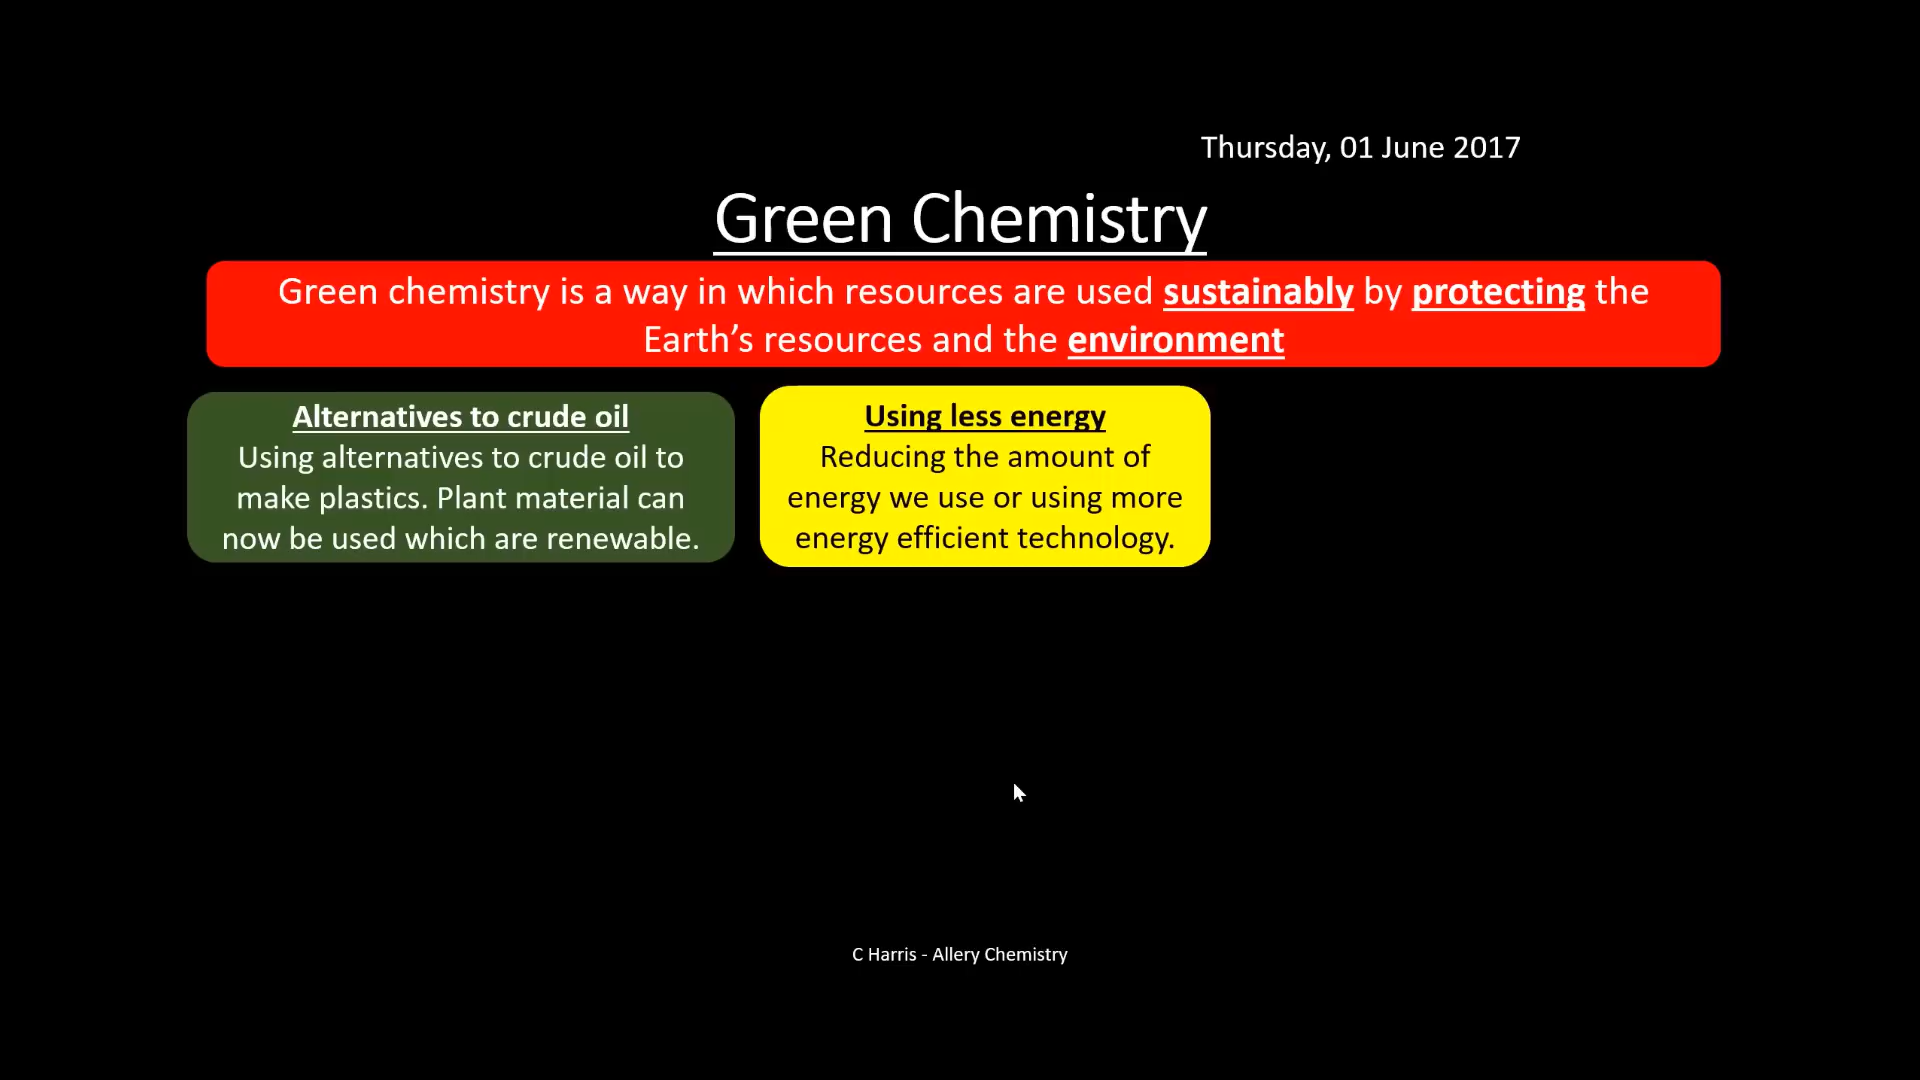 Thursday, 01 June 2017
Green Chemistry
Green chemistry is a way in which resources are used sustainably by protecting the
Earth’s resources and the environment
Alternatives to crude oil
Using alternatives to crude oil to
make plastics. Plant material can
now be used which are renewable.
Using less energy
Reducing the amount of
energy we use or using more
energy efficient technology.
C Harris - Allery Chemistry